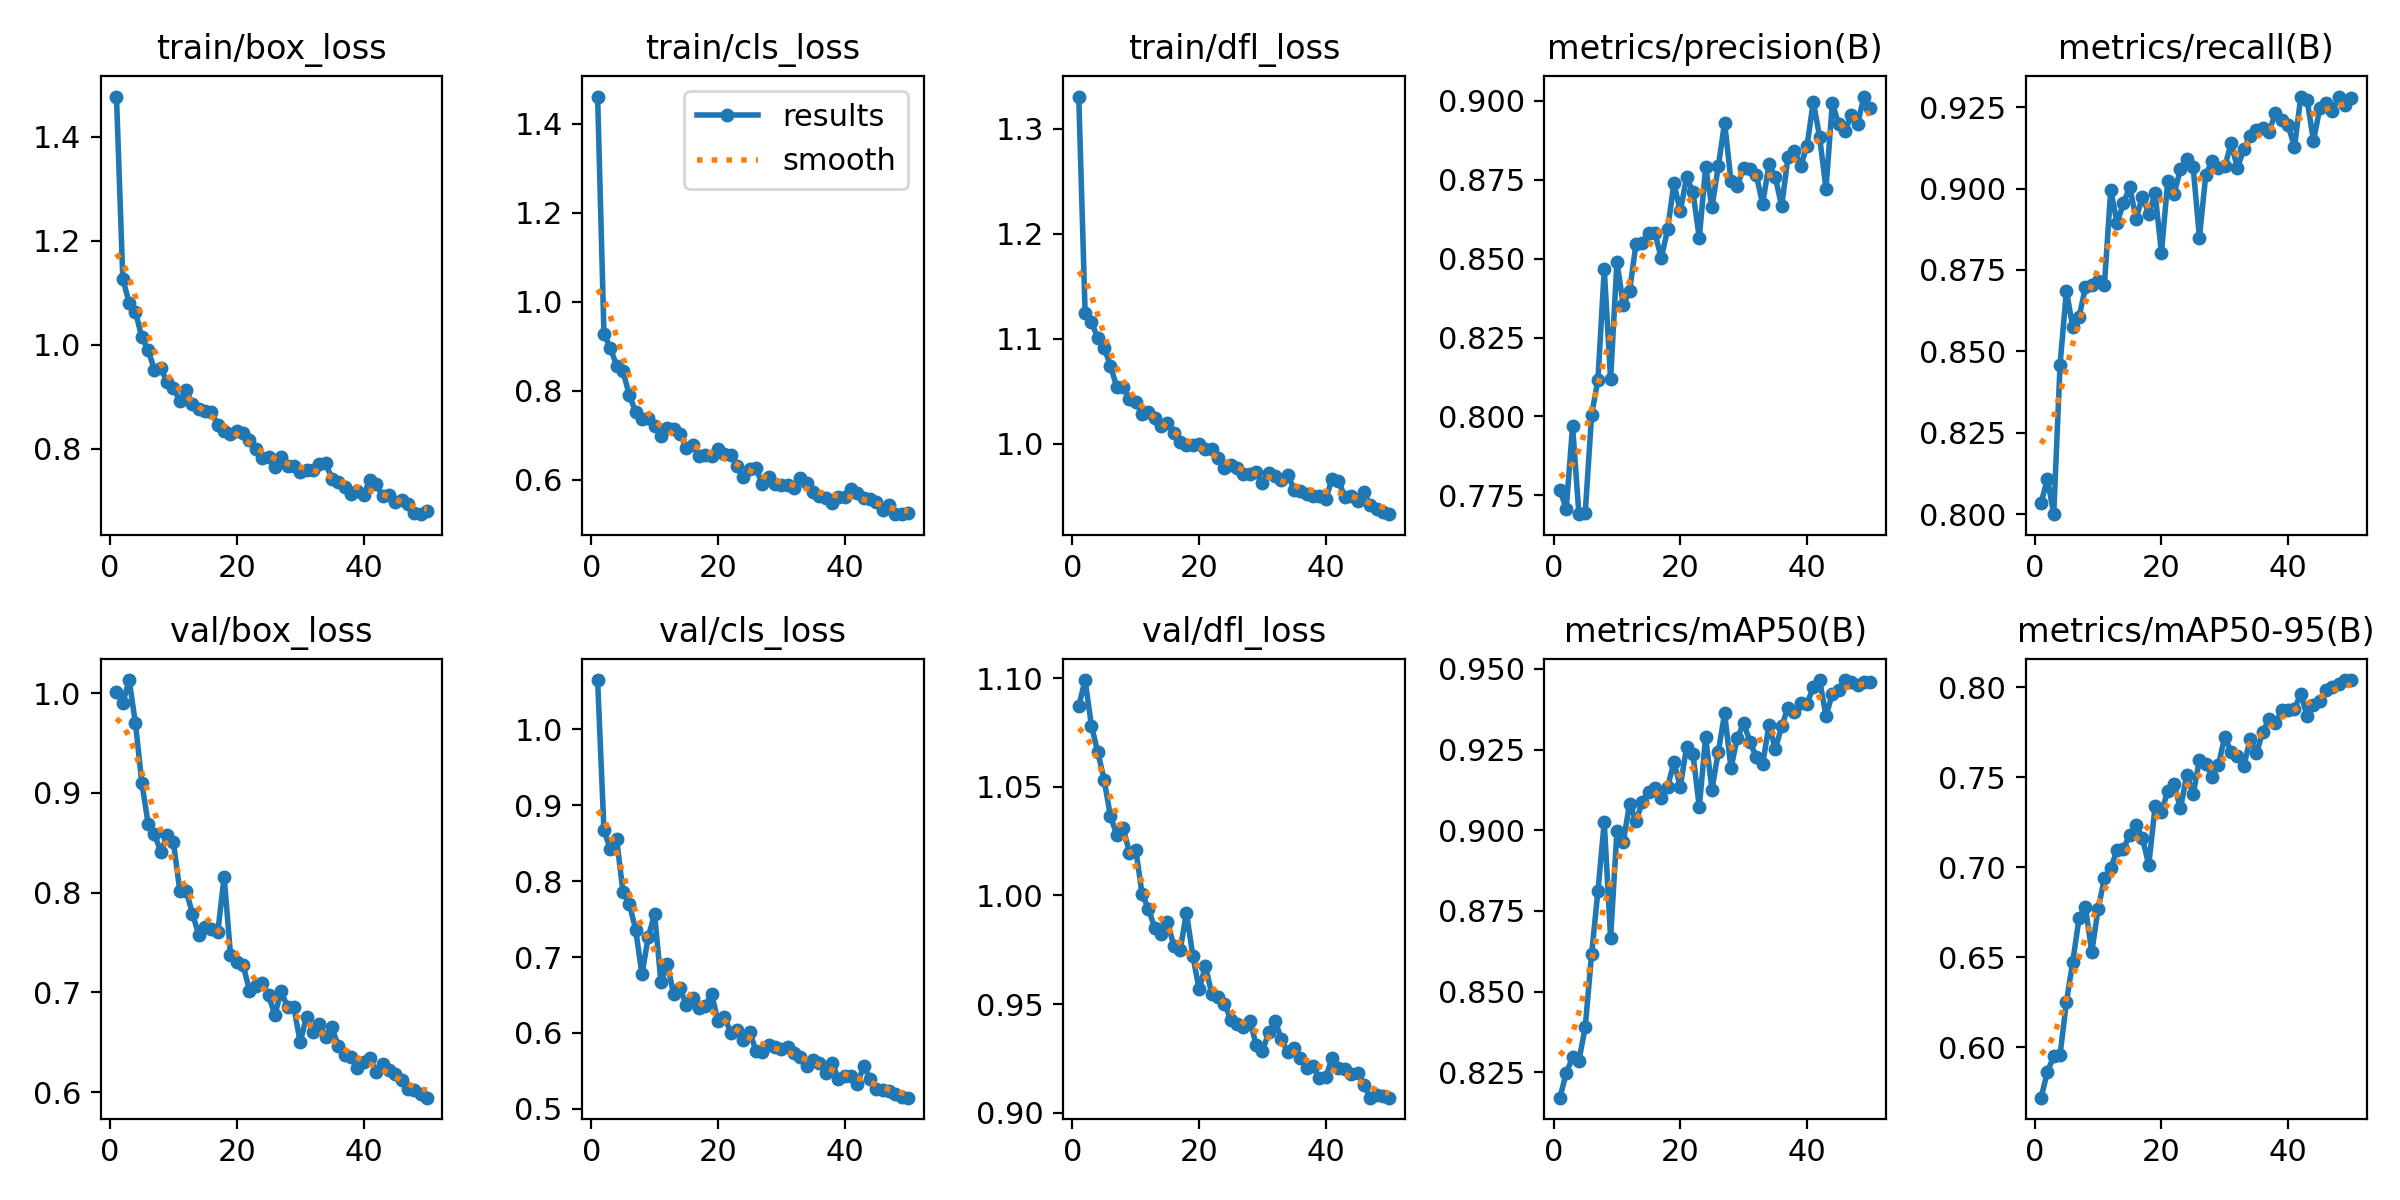 train/box_loss
1.4
1.2
1.0
0.8
0 20 40
train/cls_loss
results
smooth
1.4
1.2
1.0
0.8
0.6
0 20 40
train/dfl_loss
1.3
1.2
1.1
1.0
0 20 40
metrics/precision(B)
0.900
0.875
0.850
0.825
0.800
0.775
0 20 40
metrics/recall(B)
0.925
0.900
0.875
0.850
0.825
0.800
0 20 40
val/box_loss
1.0
0.9
0.8
0.7
0.6
0 20 40
val/cls_loss
1.0
0.9
0.8
0.7
0.6
0.5
0 20 40
val/dfl_loss
1.10
1.05
1.00
0.95
0.90
0 20 40
metrics/mAP50(B)
0.950
0.925
0.900
0.875
0.850
0.825
0 20 40
metrics/mAP50-95(B)
0.80
0.75
0.70
0.65
0.60
0 20 40